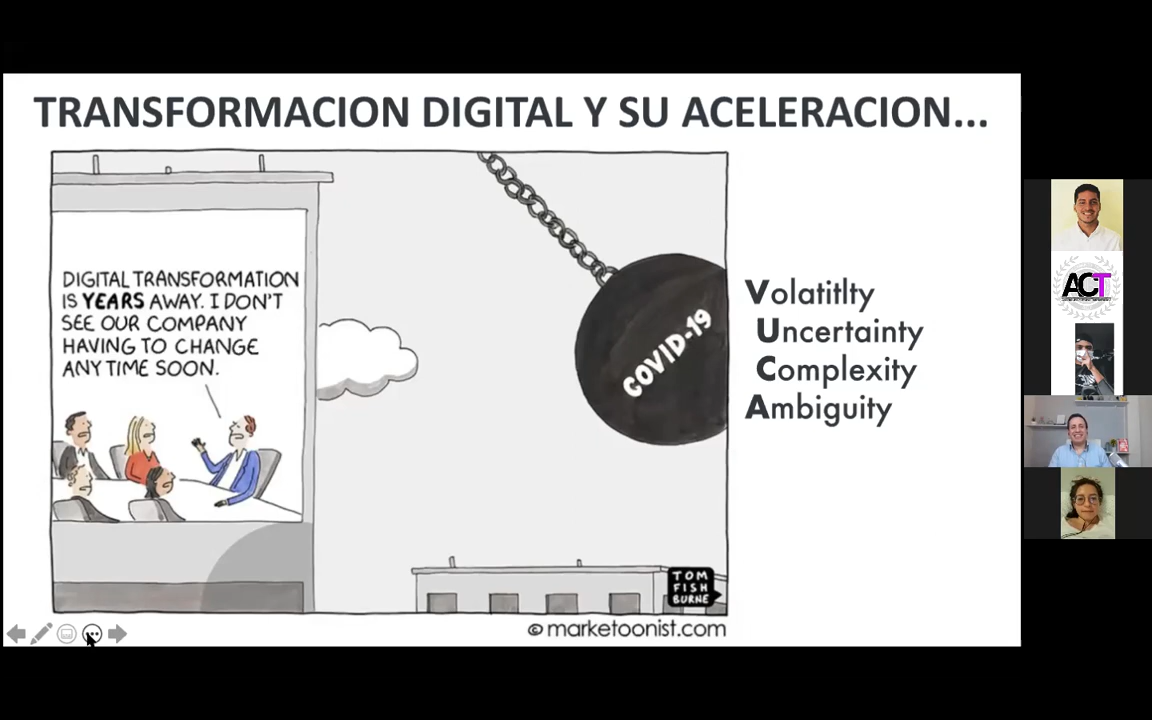 TRANSFORMACION DIGITAL Y SU ACELERACION...
DIGITAL TRANSFORMATION
IS YEARS AWAY. I DON'T
SEE OUR COMPANY
HAVING TO CHANGE
ANY TIME SOON.
COVID-19
TOM
FISH
BURNE
© marketoonist.com
Volatitlty
Uncertainty
Complexity
Ambiguity
ACT